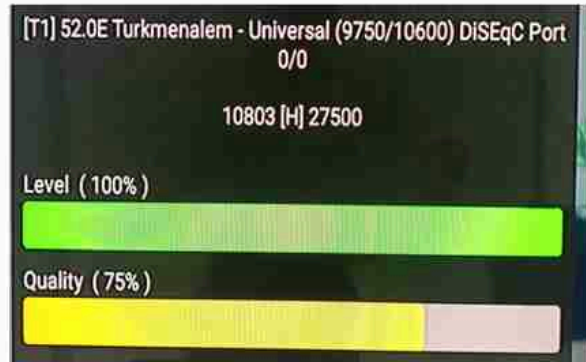 [T1] 52.0E Turkmenalem - Universal (9750/10600) DiSEqC Port
0/0
10803 [H] 27500
Level ( 100% )
Quality ( 75% )